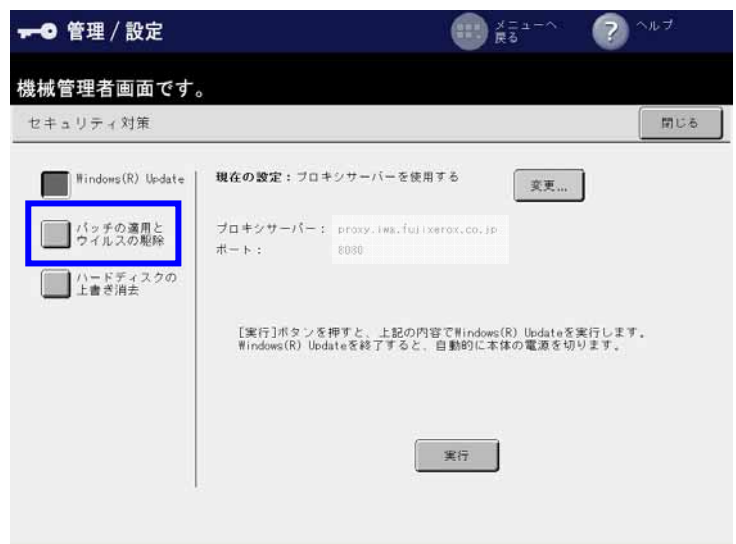 管理 / 設定
メニューへ
戻る
ヘルプ
機械管理者画面です。
セキュリティ対策
閉じる
Windows(R) Update
パッチの適用と
ウイルスの駆除
ハードディスクの
上書き消去
現在の設定：プロキシサーバーを使用する
変更...
プロキシサーバー： proxy.iwa.fujixerox.co.jp
ポート： 8080
[実行]ボタンを押すと、上記の内容でWindows(R) Updateを実行します。
Windows(R) Updateを終了すると、自動的に本体の電源を切ります。
実行